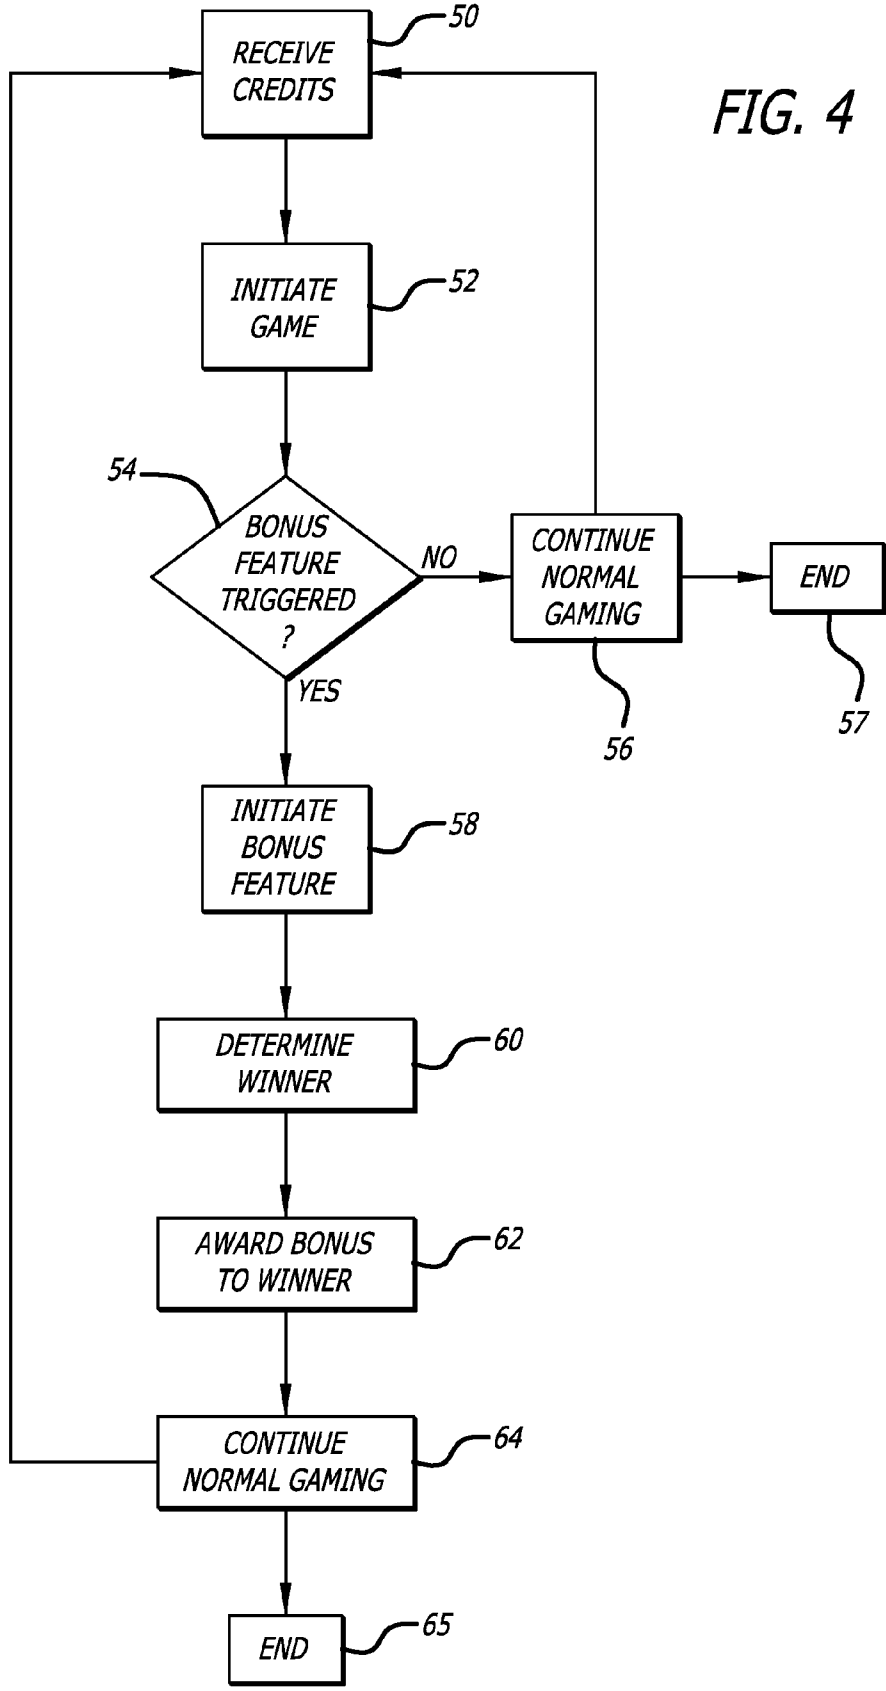 50
RECEIVE
CREDITS
FIG. 4
INITIATE
GAME
52
54
BONUS
FEATURE
TRIGGERED
?
NO
YES
CONTINUE
NORMAL
GAMING
56
END
57
INITIATE
BONUS
FEATURE
58
DETERMINE
WINNER
60
AWARD BONUS
TO WINNER
62
CONTINUE
NORMAL GAMING
64
END
65